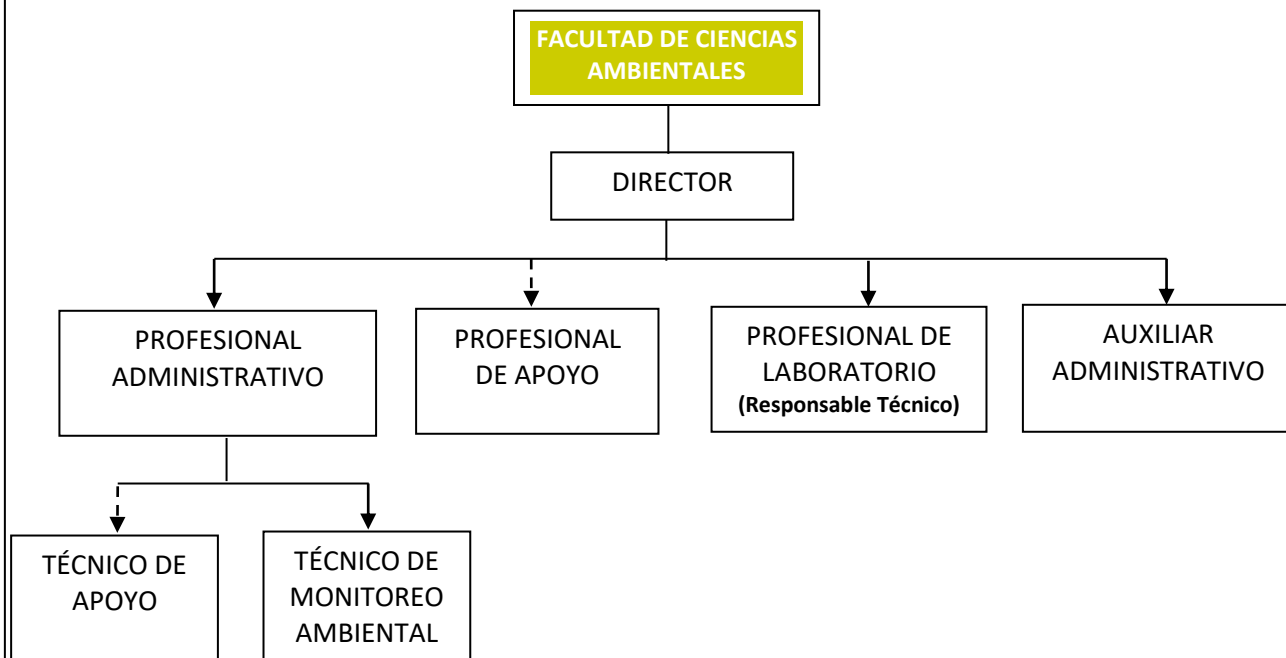 FACULTAD DE CIENCIAS
AMBIENTALES
DIRECTOR
PROFESIONAL
ADMINISTRATIVO
PROFESIONAL
DE APOYO
PROFESIONAL DE
LABORATORIO
(Responsable Técnico)
AUXILIAR
ADMINISTRATIVO
TÉCNICO DE
APOYO
TÉCNICO DE
MONITOREO
AMBIENTAL